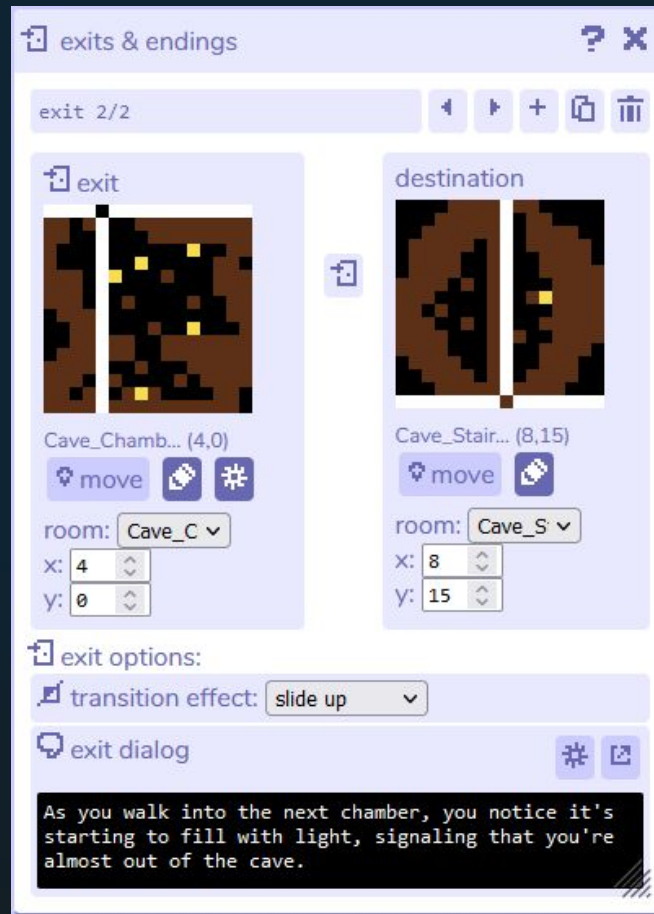 exits & endings
exit 2/2
exit
destination
Cave_Chamb... (4,0)
Cave_Stair... (8,15)
move
move
room: Cave_C
room: Cave_S
x: 4
x: 8
y: 0
y: 15
exit options:
transition effect: slide up
exit dialog
As you walk into the next chamber, you notice it's
starting to fill with light, signaling that you're
almost out of the cave.